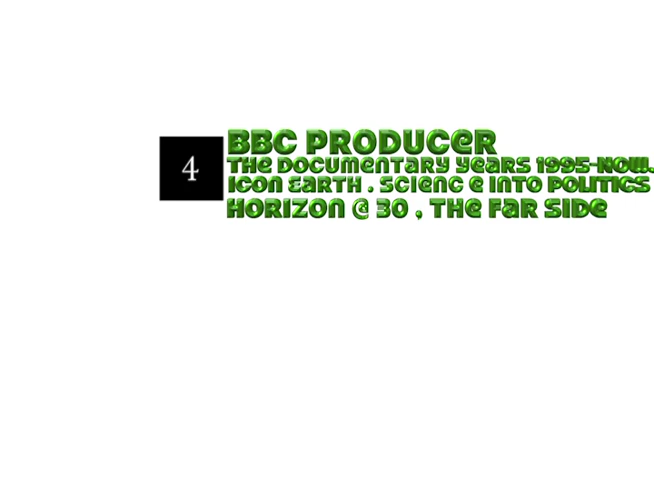 4
BBC PRODUCER
THE DOCUMENTARY YEARS 1995-NOW.
ICON EARTH . SCIENC E INTO POLITICS
HORIZON @ 30 , THE FAR SIDE